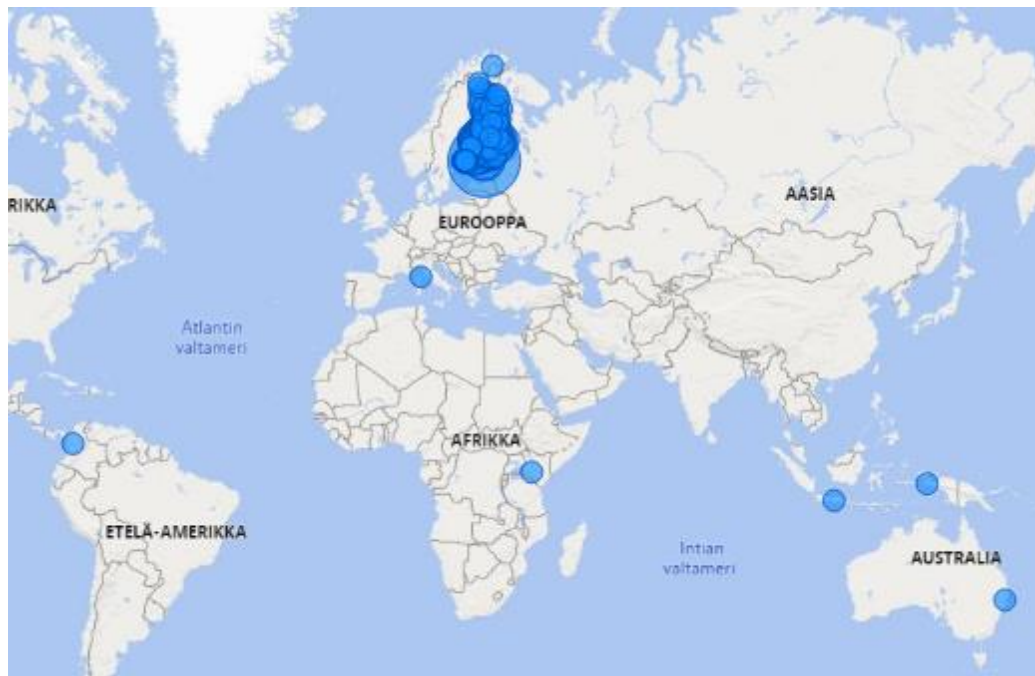 RIKKA
AASIA
EUROOPPA
Atlantin
valtameri
AFRIKKA
ETELÄ-AMERIKKA
Intian
valtameri
AUSTRALIA